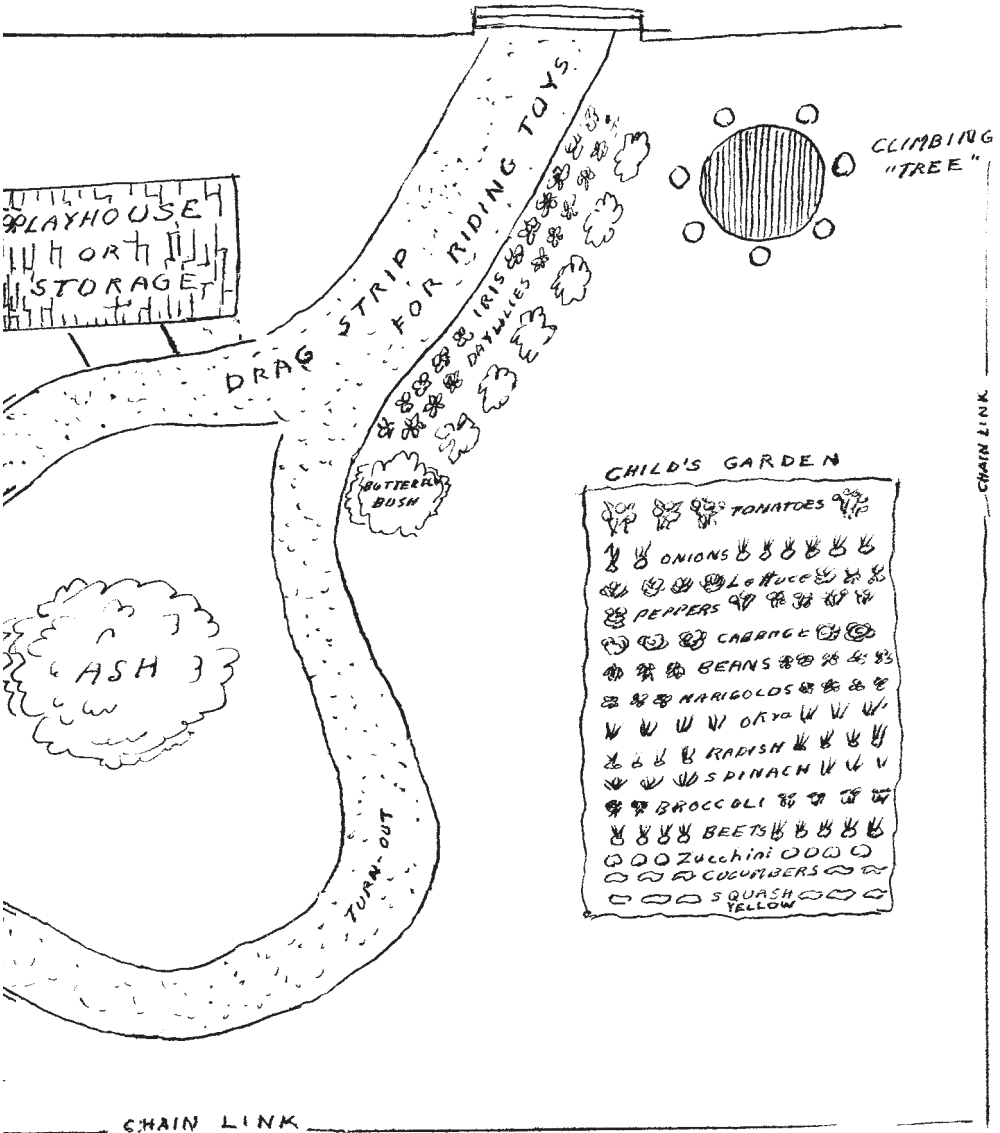 CLIMBING
"TREE"
PLAYHOUSE
OR
STORAGE
DRAG STRIP
FOR RIDING TOYS
IRIS
DAYLILIES
BUTTERFLY
BUSH
CHAIN LINK
CHILD'S GARDEN
TOMATOES
ONIONS
Lettuce
PEPPERS
CABBAGE
BEANS
MARIGOLDS
OKra
RADISH
SPINACH
BROCCOLI
BEETS
Zucchini
CUCUMBERS
SQUASH
YELLOW
ASH
TURN-OUT
CHAIN LINK